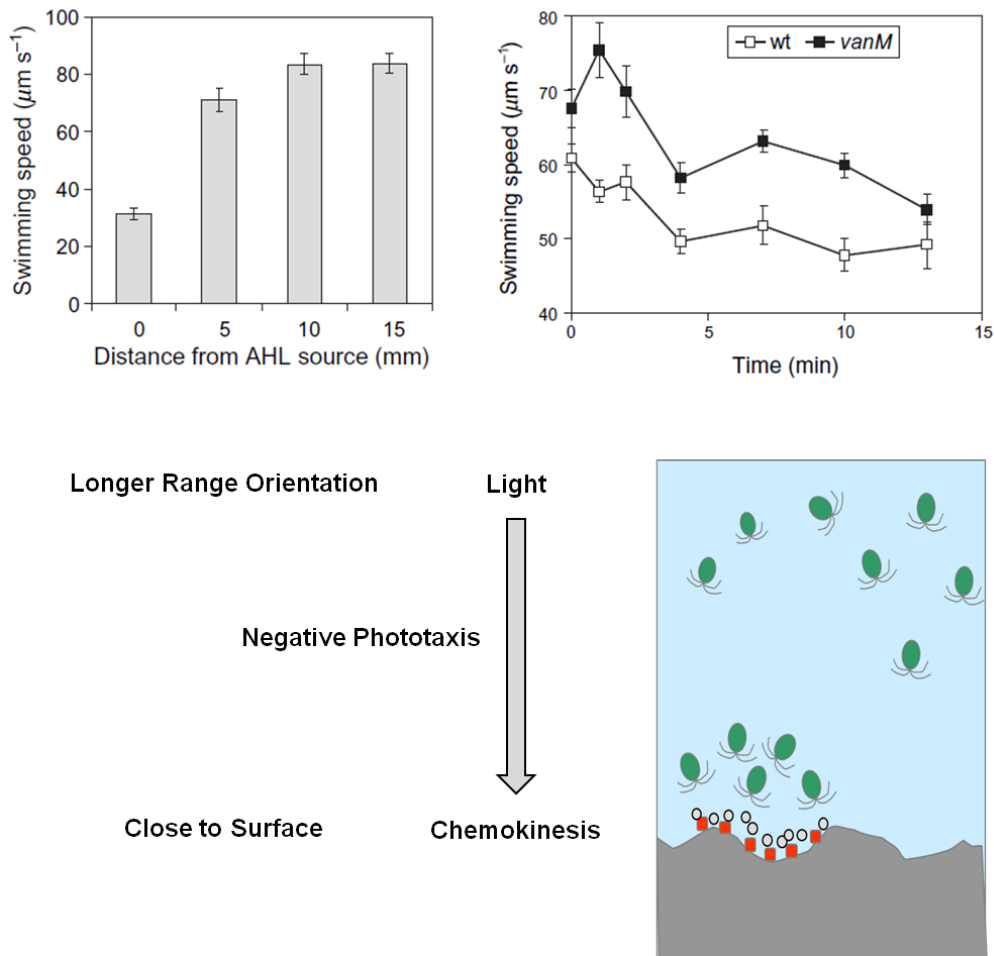 Swimming speed (μm s⁻¹)
100
80
60
40
20
0
0 5 10 15
Distance from AHL source (mm)
Swimming speed (μm s⁻¹)
80
70
60
50
40
wt vanM
0 5 10 15
Time (min)
Longer Range Orientation Light
Negative Phototaxis
Close to Surface Chemokinesis